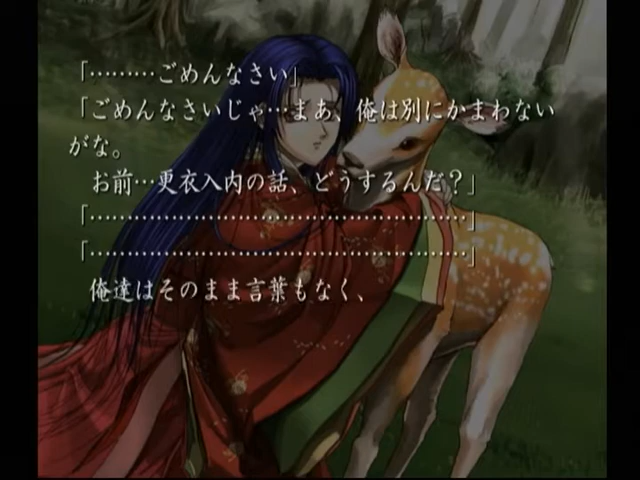 「………ごめんなさい」
「ごめんなさいじゃ…まあ、俺は別にかまわない
がな。
お前…更衣入内の話、どうするんだ？」
「……………………………………………」
「……………………………………………」
俺達はそのまま言葉もなく、